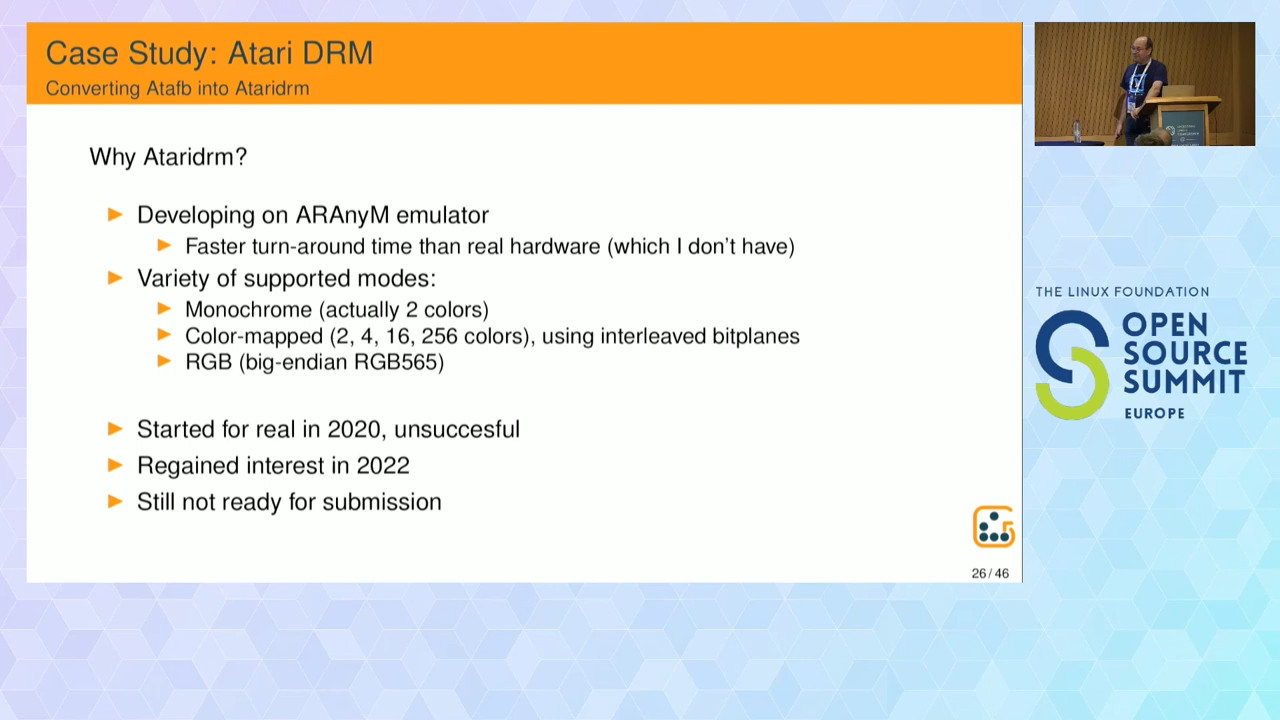 Case Study: Atari DRM
Converting Atafb into Ataridrm
Why Ataridrm?
Developing on ARAnyM emulator
Faster turn-around time than real hardware (which I don't have)
Variety of supported modes:
Monochrome (actually 2 colors)
Color-mapped (2, 4, 16, 256 colors), using interleaved bitplanes
RGB (big-endian RGB565)
Started for real in 2020, unsuccesful
Regained interest in 2022
Still not ready for submission
26 / 46
THE LINUX FOUNDATION
OPEN
SOURCE
SUMMIT
EUROPE